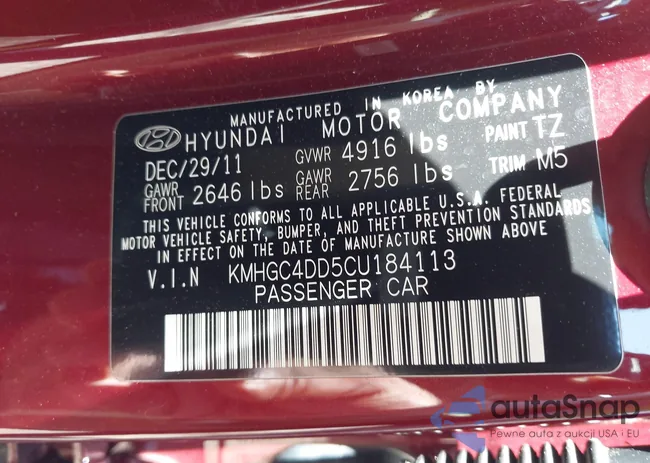 MANUFACTURED IN KOREA BY
HYUNDAI MOTOR COMPANY
DEC/29/11 GVWR 4916 lbs PAINT TZ
GAWR FRONT 2646 lbs GAWR REAR 2756 lbs TRIM M5
THIS VEHICLE CONFORMS TO ALL APPLICABLE U.S.A. FEDERAL
MOTOR VEHICLE SAFETY, BUMPER, AND THEFT PREVENTION STANDARDS
IN EFFECT ON THE DATE OF MANUFACTURE SHOWN ABOVE
V.I.N KMHGC4DD5CU184113
PASSENGER CAR
autaSnap
Pewne auta z aukcji USA i EU